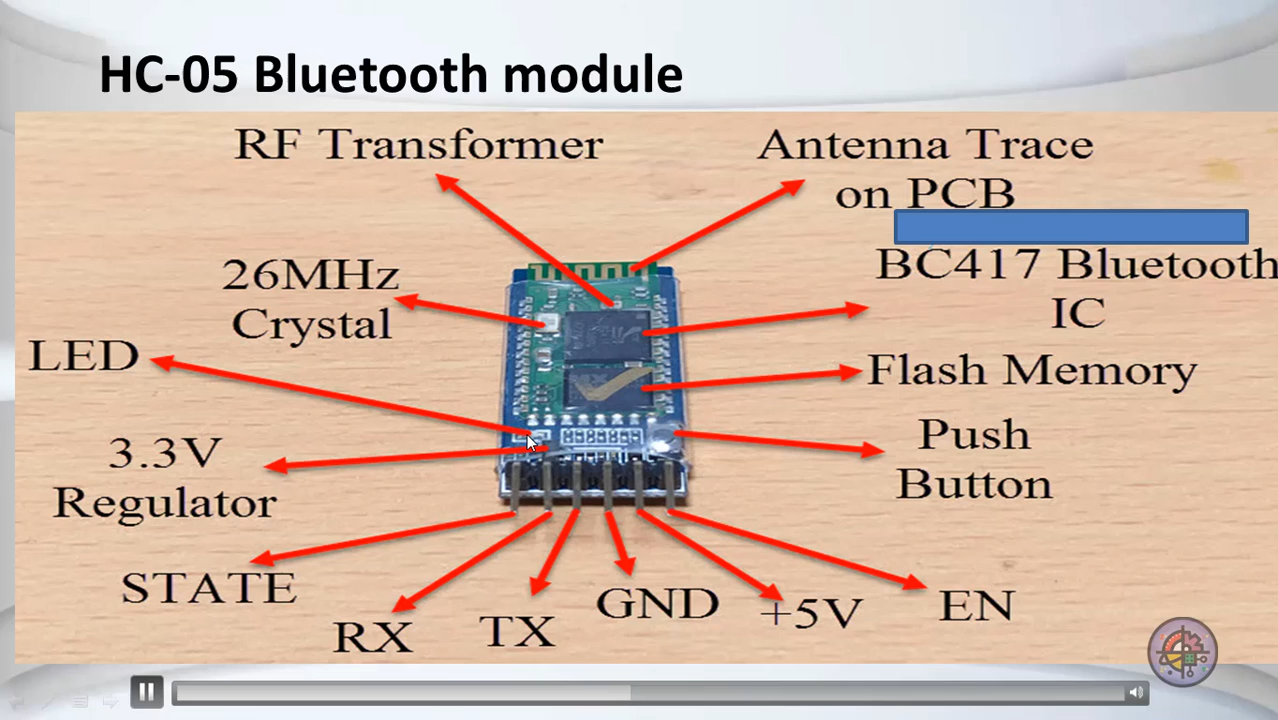 HC-05 Bluetooth module
RF Transformer
Antenna Trace
on PCB
26MHz
Crystal
BC417 Bluetooth
IC
LED
Flash Memory
3.3V
Regulator
Push
Button
STATE
RX
TX
GND
+5V
EN